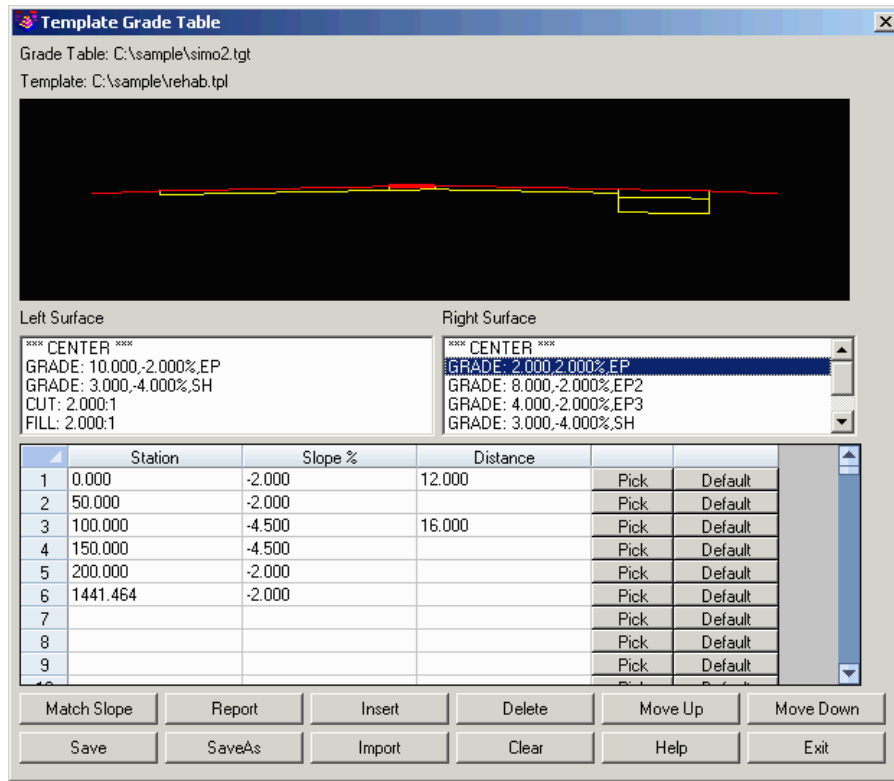 Template Grade Table
Grade Table: C:\sample\simo2.tgt
Template: C:\sample\rehab.tpl
Left Surface Right Surface
*** CENTER ***
GRADE: 10.000,-2.000%,EP
GRADE: 3.000,-4.000%,SH
CUT: 2.000:1
FILL: 2.000:1
*** CENTER ***
GRADE: 2.000,2.000%,EP
GRADE: 8.000,-2.000%,EP2
GRADE: 4.000,-2.000%,EP3
GRADE: 3.000,-4.000%,SH
Station Slope % Distance
1 0.000 -2.000 12.000 Pick Default
2 50.000 -2.000 Pick Default
3 100.000 -4.500 16.000 Pick Default
4 150.000 -4.500 Pick Default
5 200.000 -2.000 Pick Default
6 1441.464 -2.000 Pick Default
7 Pick Default
8 Pick Default
9 Pick Default
Match Slope Report Insert Delete Move Up Move Down
Save SaveAs Import Clear Help Exit